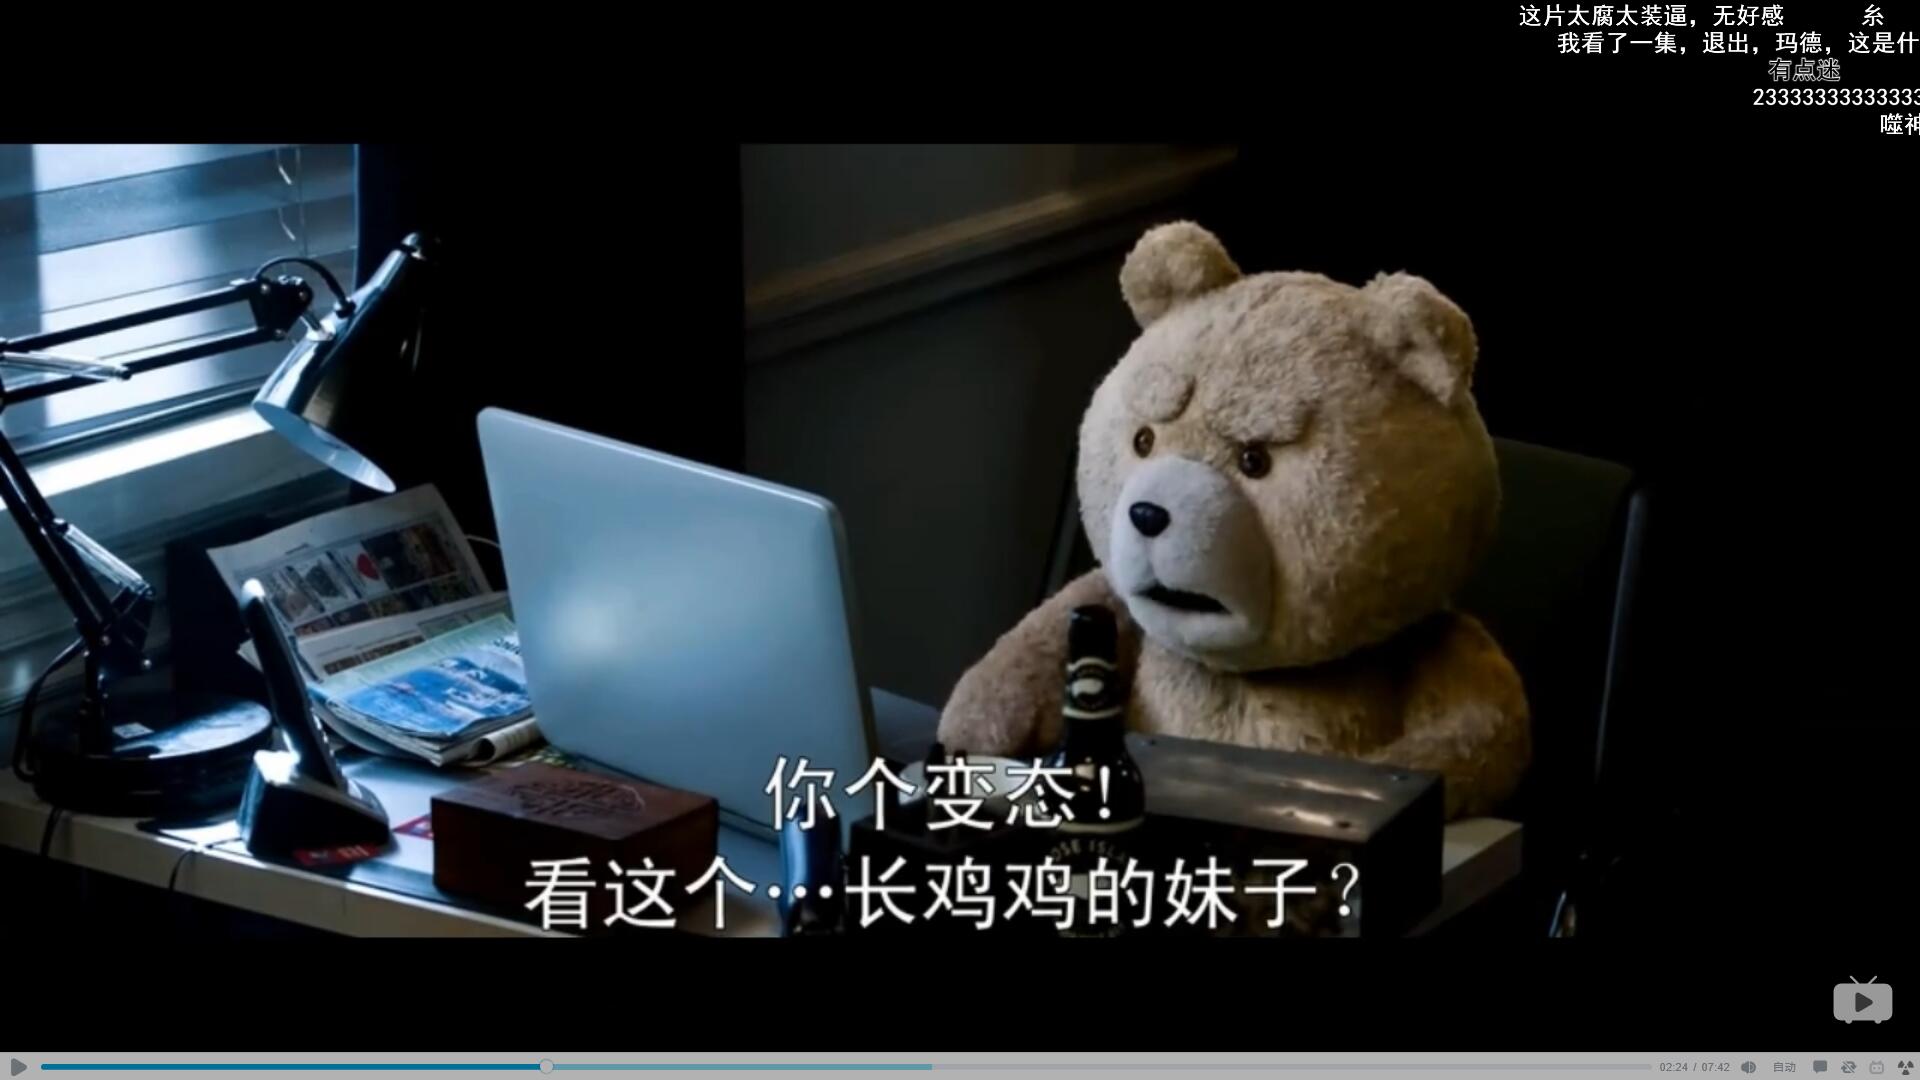 这片太腐太装逼，无好感
糸
我看了一集，退出，玛德，这是什
有点迷
23333333333333
噬神
你个变态！
看这个…长鸡鸡的妹子？
02:24 / 07:42
自动